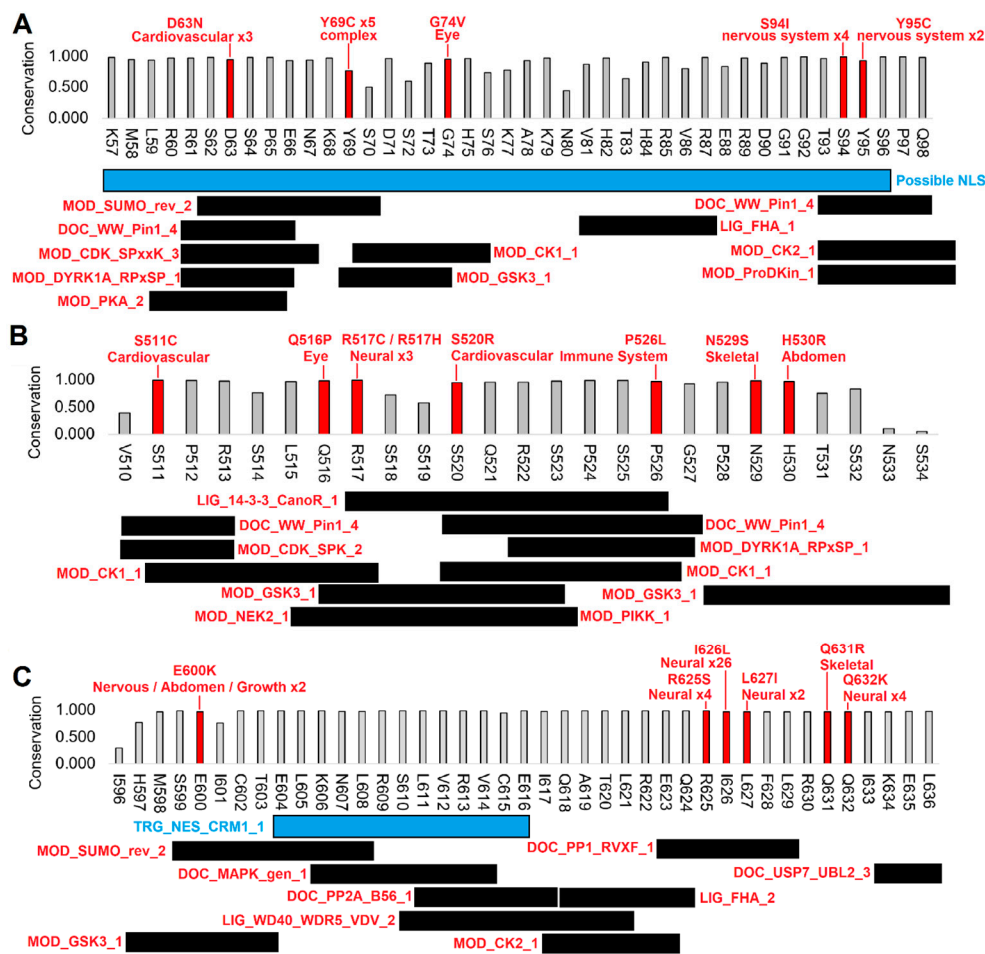 A
D63N
Cardiovascular x3
Y69C x5
complex
G74V
Eye
S94I
nervous system x4
Y95C
nervous system x2
Conservation
1.000
0.500
0.000
K57 M58 L59 R60 R61 S62 D63 S64 P65 E66 N67 K68 Y69 S70 D71 S72 T73 G74 H75 S76 K77 A78 K79 N80 V81 H82 T83 H84 R85 V86 R87 E88 R89 D90 G91 G92 T93 S94 Y95 S96 P97 Q98
Possible NLS
MOD_SUMO_rev_2
DOC_WW_Pin1_4
DOC_WW_Pin1_4
LIG_FHA_1
MOD_CDK_SPxxK_3
MOD_CK1_1
MOD_CK2_1
MOD_DYRK1A_RPxSP_1
MOD_GSK3_1
MOD_ProDKin_1
MOD_PKA_2
B
S511C
Cardiovascular
Q516P
Eye
R517C / R517H
Neural x3
S520R
Cardiovascular
P526L
Immune System
N529S
Skeletal
H530R
Abdomen
Conservation
1.000
0.500
0.000
V510 S511 P512 R513 S514 L515 Q516 R517 S518 S519 S520 Q521 R522 S523 P524 S525 P526 G527 P528 N529 H530 T531 S532 N533 S534
LIG_14-3-3_CanoR_1
DOC_WW_Pin1_4
DOC_WW_Pin1_4
MOD_CDK_SPK_2
MOD_DYRK1A_RPxSP_1
MOD_CK1_1
MOD_CK1_1
MOD_GSK3_1
MOD_GSK3_1
MOD_NEK2_1
MOD_PIKK_1
C
E600K
Nervous / Abdomen / Growth x2
I626L
Neural x26
R625S
Neural x4
L627I
Neural x2
Q631R
Skeletal
Q632K
Neural x4
Conservation
1.000
0.500
0.000
I596 H597 M598 S599 E600 I601 C602 T603 E604 L605 K606 N607 L608 R609 S610 L611 V612 R613 V614 C615 E616 I617 Q618 A619 T620 L621 R622 E623 Q624 R625 I626 L627 F628 L629 R630 Q631 Q632 I633 K634 E635 L636
TRG_NES_CRM1_1
MOD_SUMO_rev_2
DOC_PP1_RVXF_1
DOC_MAPK_gen_1
DOC_USP7_UBL2_3
DOC_PP2A_B56_1
LIG_FHA_2
LIG_WD40_WDR5_VDV_2
MOD_GSK3_1
MOD_CK2_1